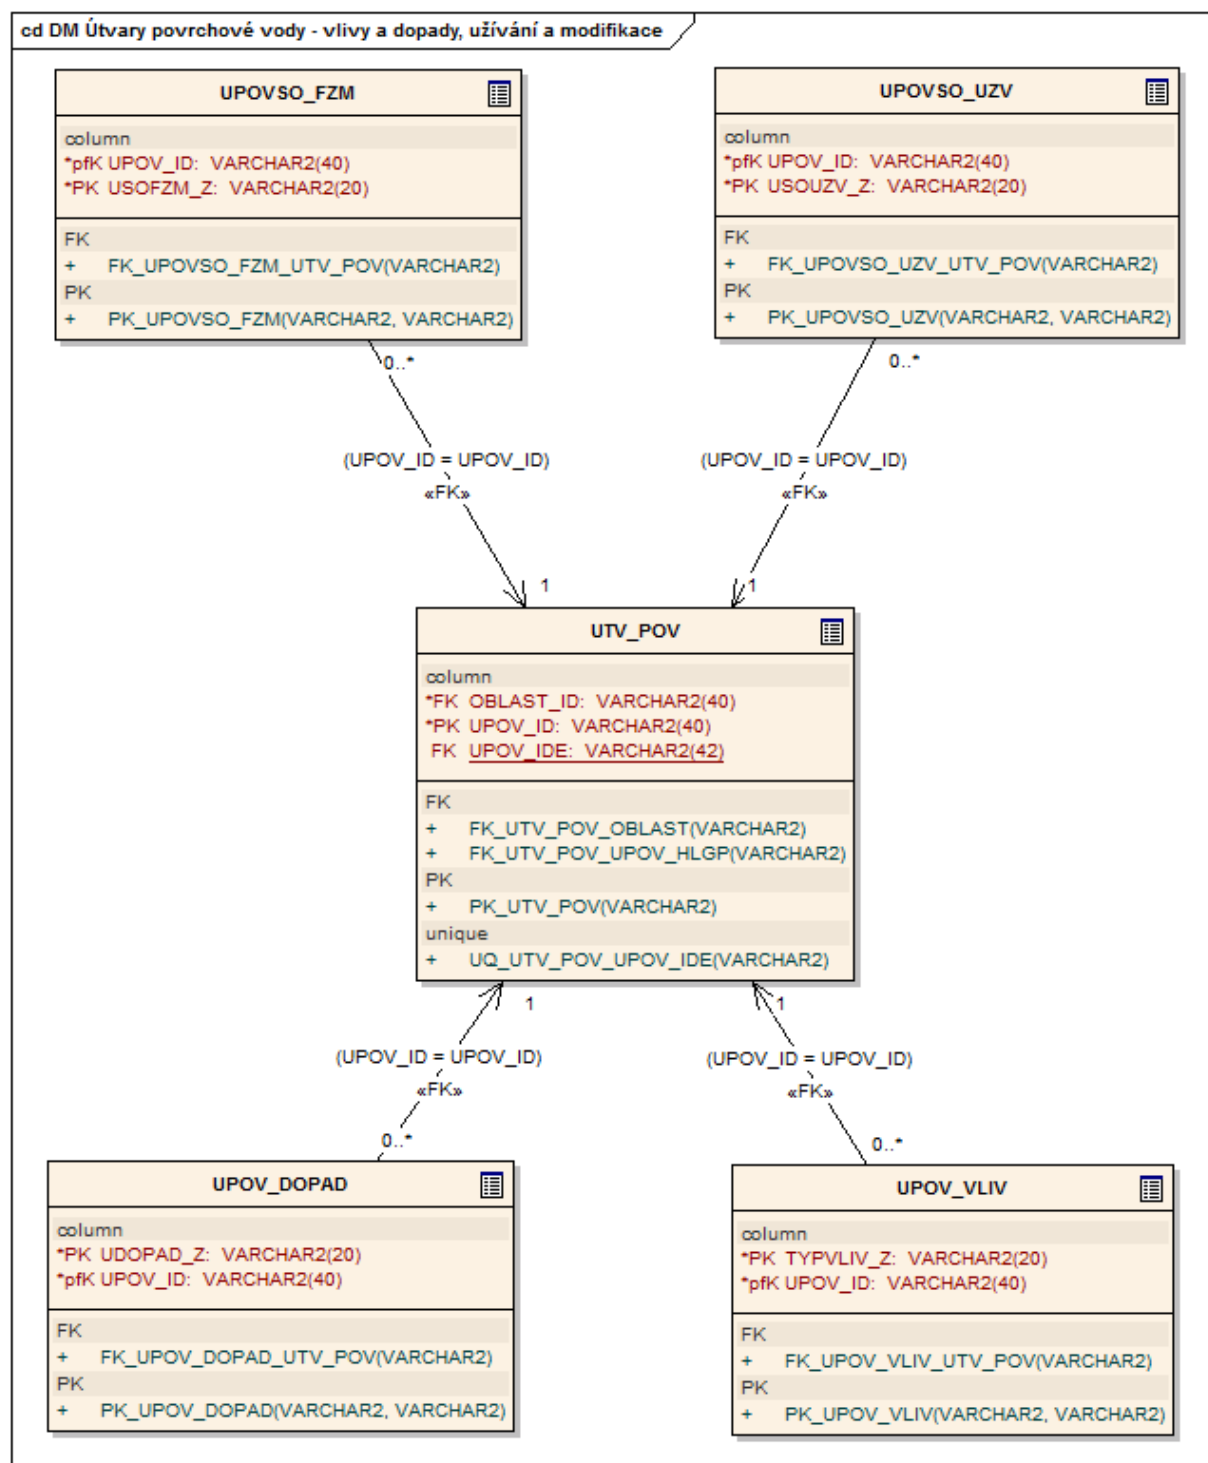 cd DM Útvary povrchové vody - vlivy a dopady, užívání a modifikace
UPOVSO_FZM
column
*pfK UPOV_ID: VARCHAR2(40)
*PK USOFZM_Z: VARCHAR2(20)
FK
+ FK_UPOVSO_FZM_UTV_POV(VARCHAR2)
PK
+ PK_UPOVSO_FZM(VARCHAR2, VARCHAR2)
UPOVSO_UZV
column
*pfK UPOV_ID: VARCHAR2(40)
*PK USOUZV_Z: VARCHAR2(20)
FK
+ FK_UPOVSO_UZV_UTV_POV(VARCHAR2)
PK
+ PK_UPOVSO_UZV(VARCHAR2, VARCHAR2)
0..*
(UPOV_ID = UPOV_ID)
«FK»
1
0..*
(UPOV_ID = UPOV_ID)
«FK»
1
UTV_POV
column
*FK OBLAST_ID: VARCHAR2(40)
*PK UPOV_ID: VARCHAR2(40)
FK UPOV_IDE: VARCHAR2(42)
FK
+ FK_UTV_POV_OBLAST(VARCHAR2)
+ FK_UTV_POV_UPOV_HLGP(VARCHAR2)
PK
+ PK_UTV_POV(VARCHAR2)
unique
+ UQ_UTV_POV_UPOV_IDE(VARCHAR2)
1
(UPOV_ID = UPOV_ID)
«FK»
0..*
1
(UPOV_ID = UPOV_ID)
«FK»
0..*
UPOV_DOPAD
column
*PK UDOPAD_Z: VARCHAR2(20)
*pfK UPOV_ID: VARCHAR2(40)
FK
+ FK_UPOV_DOPAD_UTV_POV(VARCHAR2)
PK
+ PK_UPOV_DOPAD(VARCHAR2, VARCHAR2)
UPOV_VLIV
column
*PK TYPVLIV_Z: VARCHAR2(20)
*pfK UPOV_ID: VARCHAR2(40)
FK
+ FK_UPOV_VLIV_UTV_POV(VARCHAR2)
PK
+ PK_UPOV_VLIV(VARCHAR2, VARCHAR2)